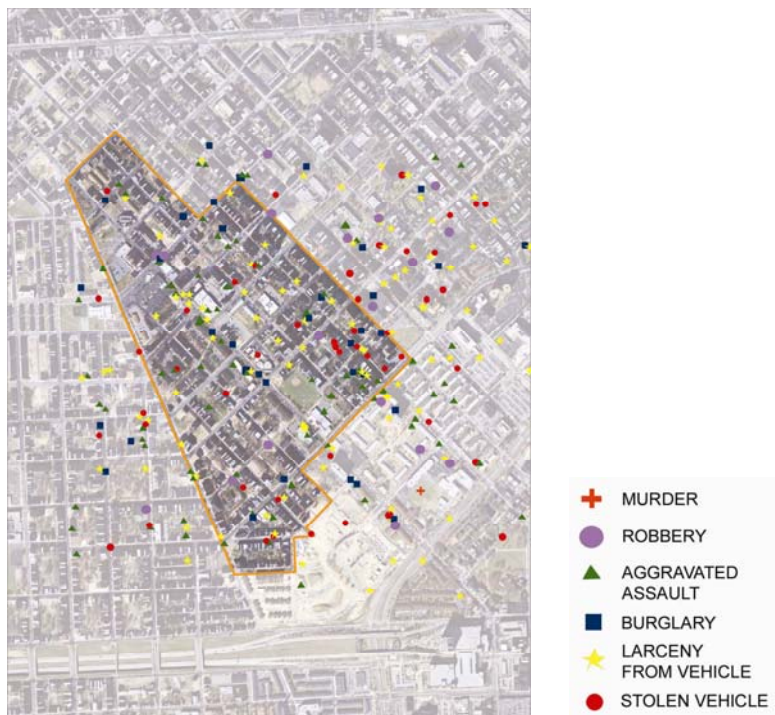 MURDER
ROBBERY
AGGRAVATED
ASSAULT
BURGLARY
LARCENY
FROM VEHICLE
STOLEN VEHICLE